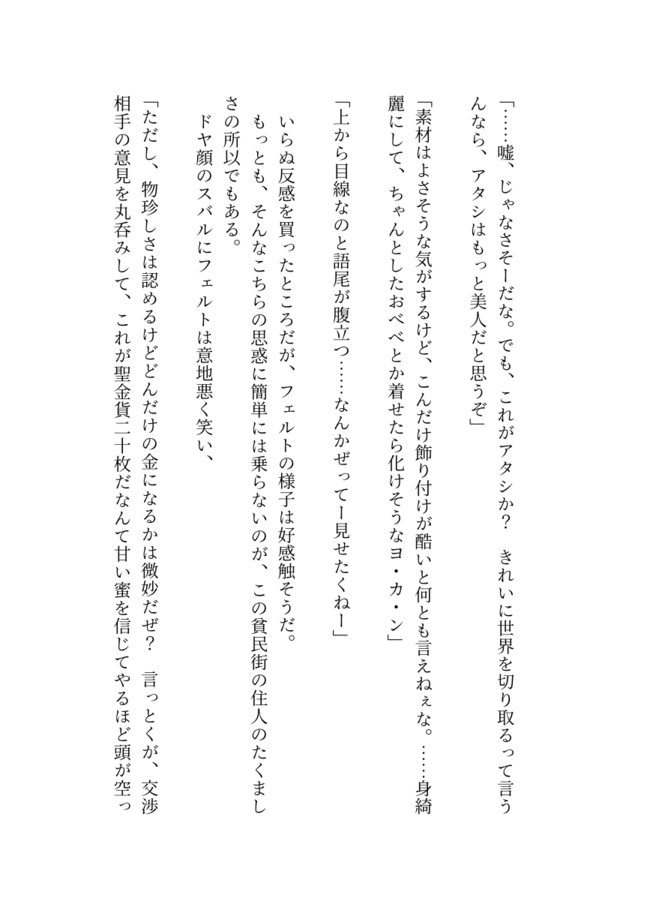 「……嘘、じゃなさそーだな。でも、これがアタシか？　きれいに世界を切り取るって言う
んなら、アタシはもっと美人だと思うぞ」
「素材はよさそうな気がするけど、こんだけ飾り付けが酷いと何とも言えねぇな。……身綺
麗にして、ちゃんとしたおべべとか着せたら化けそうなヨ・カ・ン」
「上から目線なのと語尾が腹立つ……なんかぜってー見せたくねー」
いらぬ反感を買ったところだが、フェルトの様子は好感触そうだ。
もっとも、そんなこちらの思惑に簡単には乗らないのが、この貧民街の住人のたくまし
さの所以でもある。
ドヤ顔のスバルにフェルトは意地悪く笑い、
「ただし、物珍しさは認めるけどどんだけの金になるかは微妙だぜ？　言っとくが、交渉
相手の意見を丸呑みして、これが聖金貨二十枚だなんて甘い蜜を信じてやるほど頭が空っ